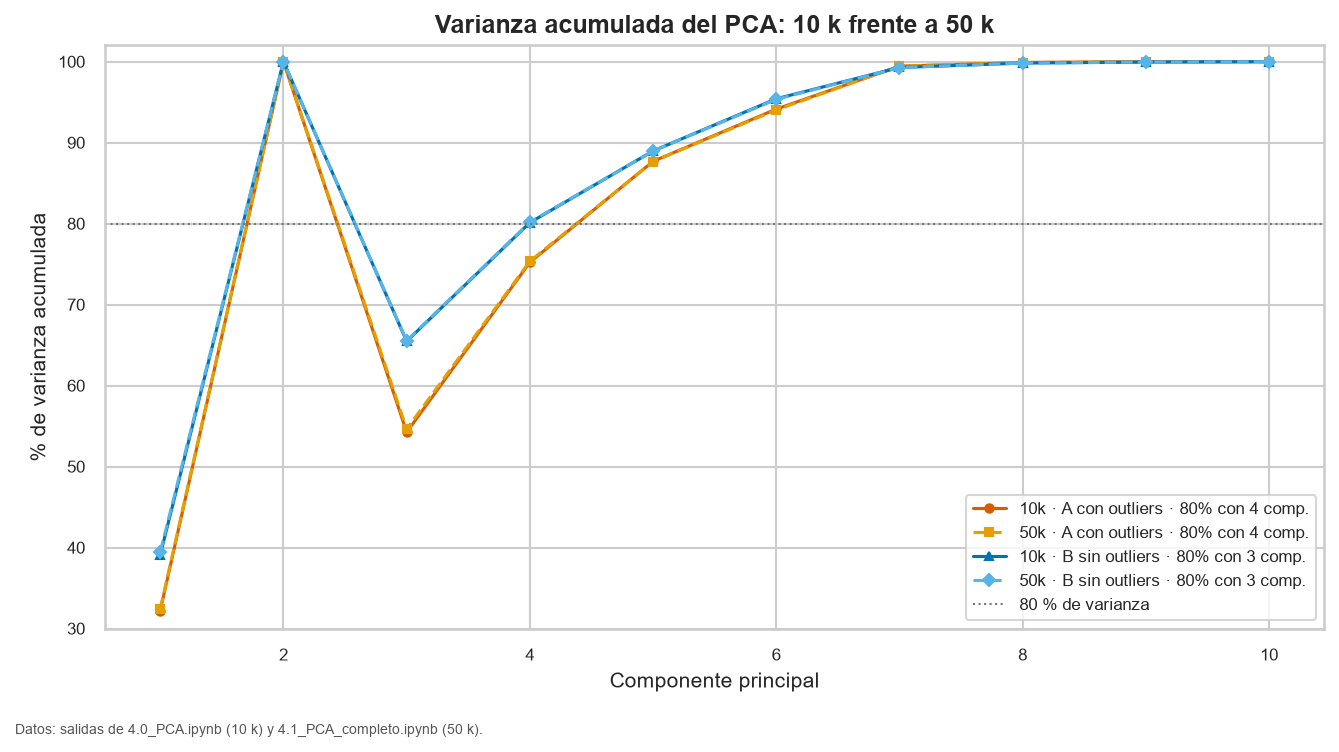 Varianza acumulada del PCA: 10 k frente a 50 k
% de varianza acumulada
100
90
80
70
60
50
40
30
2
4
6
8
10
Componente principal
10k · A con outliers · 80% con 4 comp.
50k · A con outliers · 80% con 4 comp.
10k · B sin outliers · 80% con 3 comp.
50k · B sin outliers · 80% con 3 comp.
80 % de varianza
Datos: salidas de 4.0_PCA.ipynb (10 k) y 4.1_PCA_completo.ipynb (50 k).